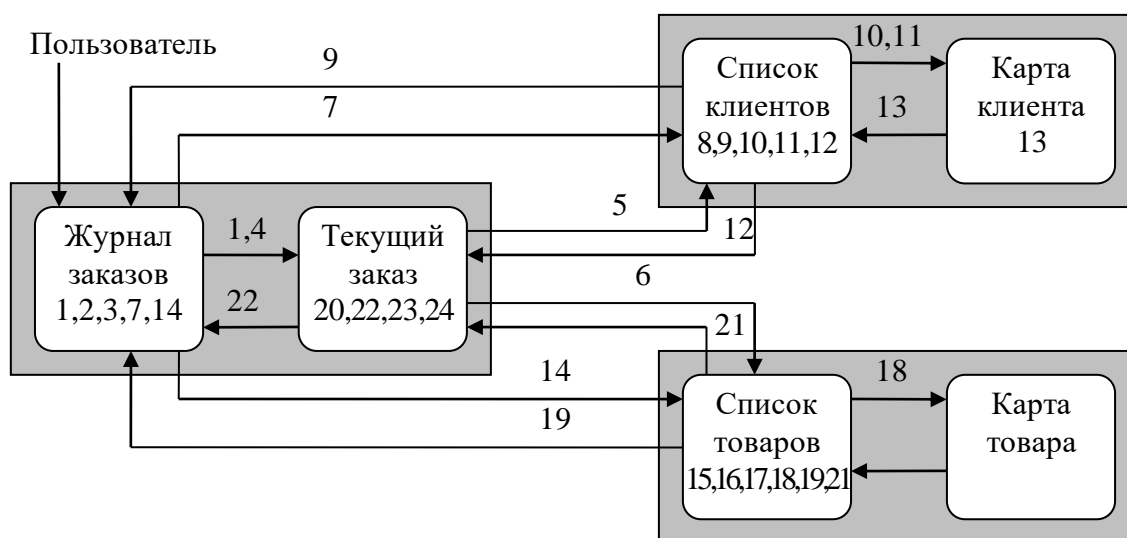 Пользователь
9
7
Список
клиентов
8,9,10,11,12
10,11
13
Карта
клиента
13
Журнал
заказов
1,2,3,7,14
1,4
22
Текущий
заказ
20,22,23,24
5
12
6
21
14
19
Список
товаров
15,16,17,18,19,21
18
Карта
товара